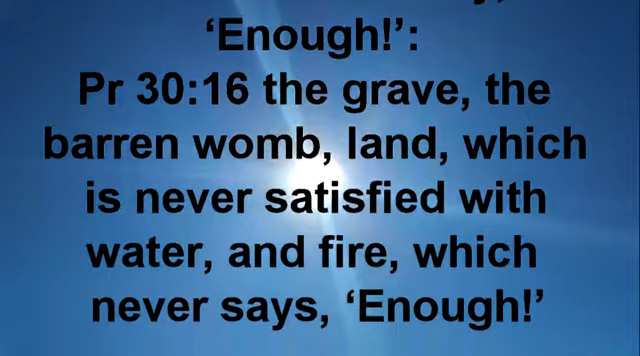 ‘Enough!’:
Pr 30:16 the grave, the
barren womb, land, which
is never satisfied with
water, and fire, which
never says, ‘Enough!’